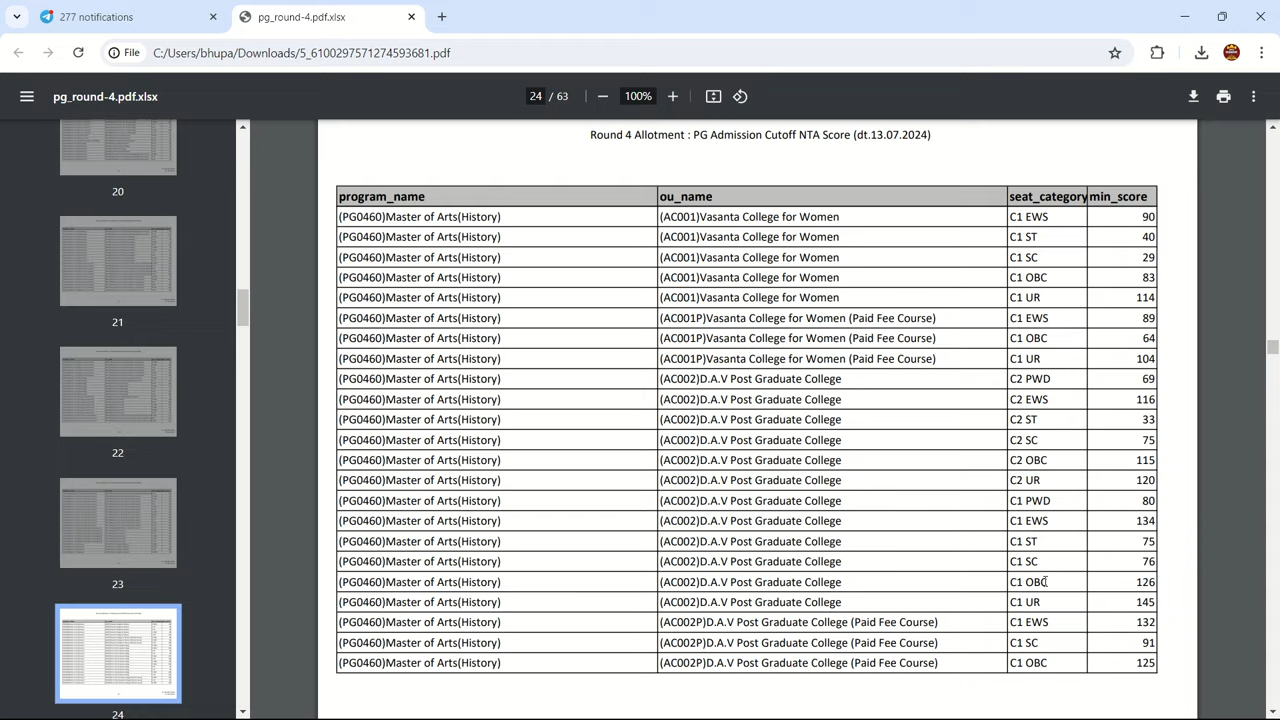 277 notifications
pg_round-4.pdf.xlsx
File C:/Users/bhupa/Downloads/5_6100297571274593681.pdf
pg_round-4.pdf.xlsx
24 / 63
100%
20
21
22
23
24
Round 4 Allotment : PG Admission Cutoff NTA Score (dt.13.07.2024)
program_name ou_name seat_category min_score
(PG0460)Master of Arts(History) (AC001)Vasanta College for Women C1 EWS 90
(PG0460)Master of Arts(History) (AC001)Vasanta College for Women C1 ST 40
(PG0460)Master of Arts(History) (AC001)Vasanta College for Women C1 SC 29
(PG0460)Master of Arts(History) (AC001)Vasanta College for Women C1 OBC 83
(PG0460)Master of Arts(History) (AC001)Vasanta College for Women C1 UR 114
(PG0460)Master of Arts(History) (AC001P)Vasanta College for Women (Paid Fee Course) C1 EWS 89
(PG0460)Master of Arts(History) (AC001P)Vasanta College for Women (Paid Fee Course) C1 OBC 64
(PG0460)Master of Arts(History) (AC001P)Vasanta College for Women (Paid Fee Course) C1 UR 104
(PG0460)Master of Arts(History) (AC002)D.A.V Post Graduate College C2 PWD 69
(PG0460)Master of Arts(History) (AC002)D.A.V Post Graduate College C2 EWS 116
(PG0460)Master of Arts(History) (AC002)D.A.V Post Graduate College C2 ST 33
(PG0460)Master of Arts(History) (AC002)D.A.V Post Graduate College C2 SC 75
(PG0460)Master of Arts(History) (AC002)D.A.V Post Graduate College C2 OBC 115
(PG0460)Master of Arts(History) (AC002)D.A.V Post Graduate College C2 UR 120
(PG0460)Master of Arts(History) (AC002)D.A.V Post Graduate College C1 PWD 80
(PG0460)Master of Arts(History) (AC002)D.A.V Post Graduate College C1 EWS 134
(PG0460)Master of Arts(History) (AC002)D.A.V Post Graduate College C1 ST 75
(PG0460)Master of Arts(History) (AC002)D.A.V Post Graduate College C1 SC 76
(PG0460)Master of Arts(History) (AC002)D.A.V Post Graduate College C1 OBC 126
(PG0460)Master of Arts(History) (AC002)D.A.V Post Graduate College C1 UR 145
(PG0460)Master of Arts(History) (AC002P)D.A.V Post Graduate College (Paid Fee Course) C1 EWS 132
(PG0460)Master of Arts(History) (AC002P)D.A.V Post Graduate College (Paid Fee Course) C1 SC 91
(PG0460)Master of Arts(History) (AC002P)D.A.V Post Graduate College (Paid Fee Course) C1 OBC 125